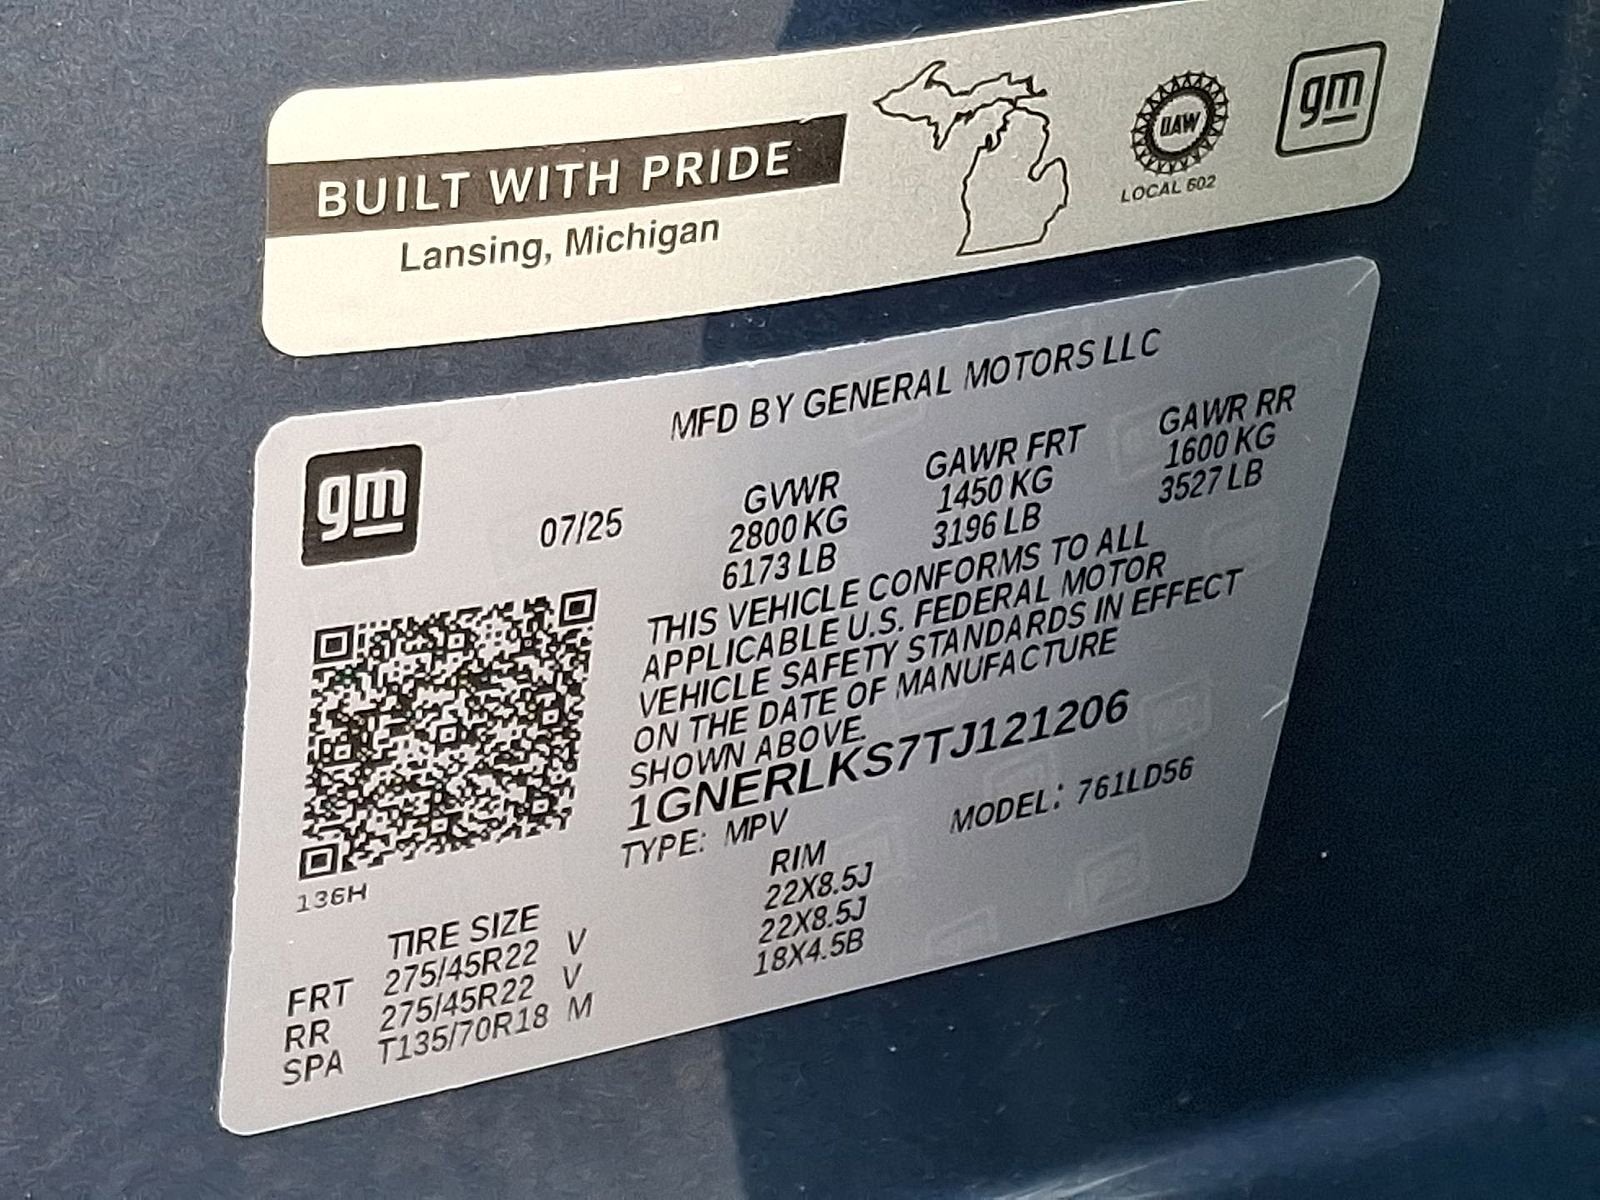 BUILT WITH PRIDE
Lansing, Michigan
UAW
LOCAL 602
gm
MFD BY GENERAL MOTORS LLC
gm
07/25
GVWR GAWR FRT GAWR RR
2800 KG 1450 KG 1600 KG
6173 LB 3196 LB 3527 LB
THIS VEHICLE CONFORMS TO ALL
APPLICABLE U.S. FEDERAL MOTOR
VEHICLE SAFETY STANDARDS IN EFFECT
ON THE DATE OF MANUFACTURE
SHOWN ABOVE.
1GNERLKS7TJ121206
TYPE: MPV MODEL: 761LD56
136H
TIRE SIZE RIM
FRT 275/45R22 V 22X8.5J
RR 275/45R22 V 22X8.5J
SPA T135/70R18 M 18X4.5B